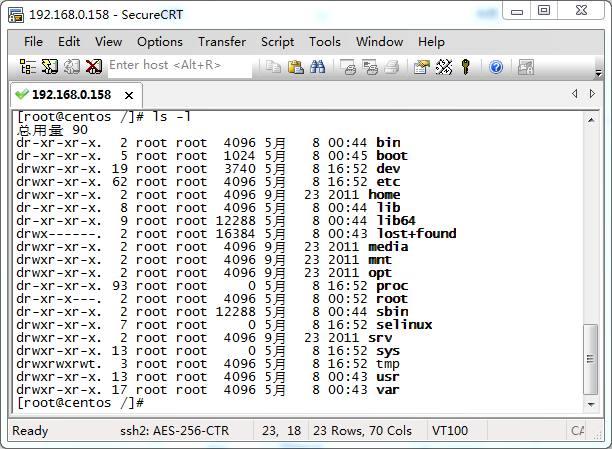 192.168.0.158 - SecureCRT
File Edit View Options Transfer Script Tools Window Help
Enter host <Alt+R>
192.168.0.158
[root@centos /]# ls -l
总用量 90
dr-xr-xr-x. 2 root root 4096 5月 8 00:44 bin
dr-xr-xr-x. 5 root root 1024 5月 8 00:45 boot
drwxr-xr-x. 19 root root 3740 5月 8 16:52 dev
drwxr-xr-x. 62 root root 4096 5月 8 16:52 etc
drwxr-xr-x. 2 root root 4096 9月 23 2011 home
dr-xr-xr-x. 8 root root 4096 5月 8 00:44 lib
dr-xr-xr-x. 9 root root 12288 5月 8 00:44 lib64
drwx------. 2 root root 16384 5月 8 00:43 lost+found
drwxr-xr-x. 2 root root 4096 9月 23 2011 media
drwxr-xr-x. 2 root root 4096 9月 23 2011 mnt
drwxr-xr-x. 2 root root 4096 9月 23 2011 opt
dr-xr-xr-x. 93 root root 0 5月 8 16:52 proc
dr-xr-x---. 2 root root 4096 5月 8 00:52 root
dr-xr-xr-x. 2 root root 12288 5月 8 00:44 sbin
drwxr-xr-x. 7 root root 0 5月 8 16:52 selinux
drwxr-xr-x. 2 root root 4096 9月 23 2011 srv
drwxr-xr-x. 13 root root 0 5月 8 16:52 sys
drwxrwxrwt. 3 root root 4096 5月 8 16:52 tmp
drwxr-xr-x. 13 root root 4096 5月 8 00:43 usr
drwxr-xr-x. 17 root root 4096 5月 8 00:43 var
[root@centos /]#
Ready ssh2: AES-256-CTR 23, 18 23 Rows, 70 Cols VT100